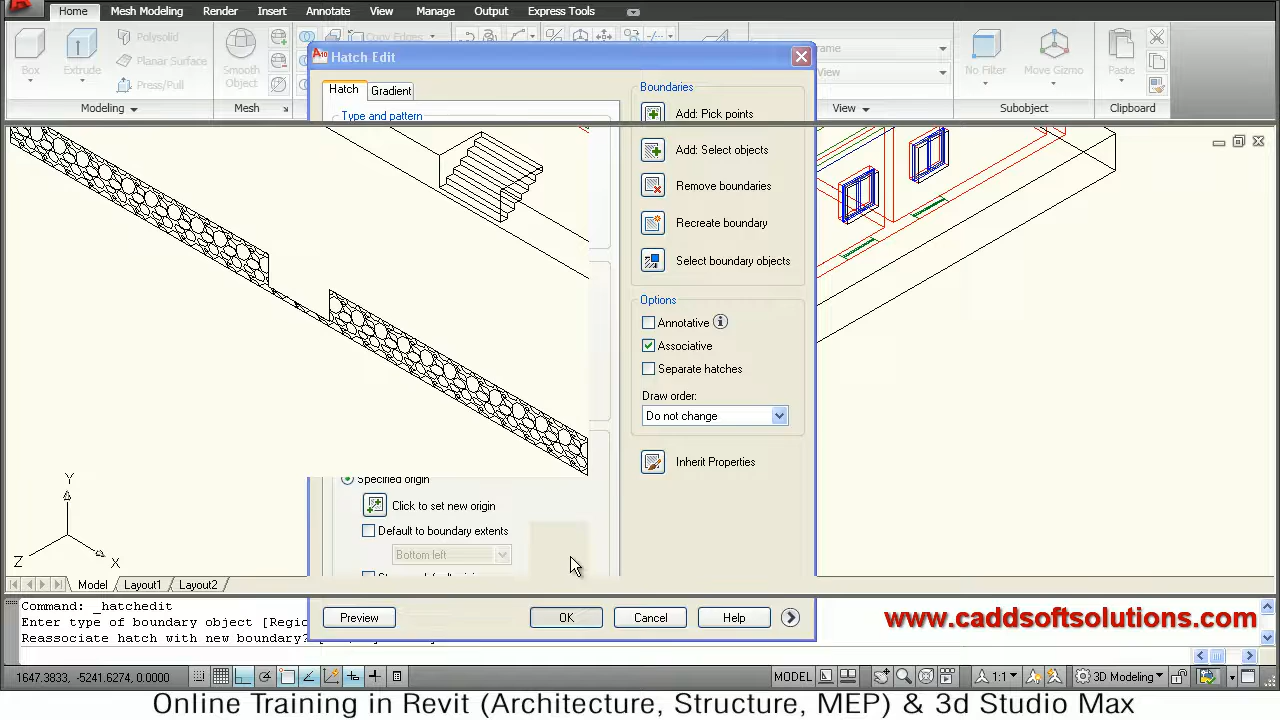 Home Mesh Modeling Render Insert Annotate View Manage Output Express Tools
Polysolid
Planar Surface
Press/Pull
Box
Extrude
Smooth
Object
Copy Edges
No Filter
Move Gizmo
Paste
Modeling
Mesh
View
Subobject
Clipboard
Hatch Edit
Hatch Gradient
Type and pattern
Boundaries
Add: Pick points
Add: Select objects
Remove boundaries
Recreate boundary
Select boundary objects
Options
Annotative
Associative
Separate hatches
Draw order:
Do not change
Inherit Properties
Specified origin
Click to set new origin
Default to boundary extents
Bottom left
Preview OK Cancel Help
Y
Z X
Model Layout1 Layout2
Command: _hatchedit
Enter type of boundary object [Regio
Reassociate hatch with new boundary?
www.caddsoftsolutions.com
1647.3833, -5241.6274, 0.0000
MODEL
1:1
3D Modeling
Online Training in Revit (Architecture, Structure, MEP) & 3d Studio Max